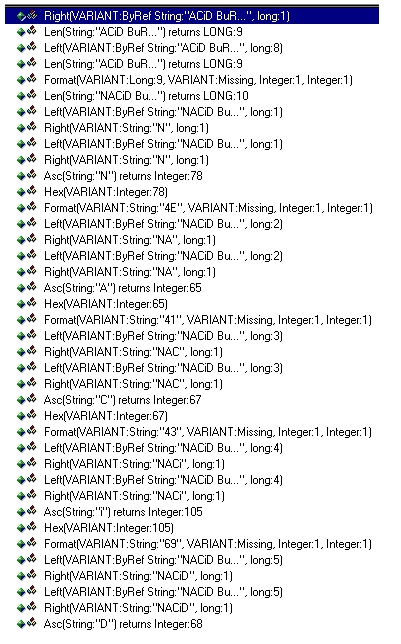 Right(VARIANT:ByRef String:"ACiD BuR...", long:1)
Len(String:"ACiD BuR...") returns LONG:9
Left(VARIANT:ByRef String:"ACiD BuR...", long:8)
Len(String:"ACiD BuR...") returns LONG:9
Format(VARIANT:Long:9, VARIANT:Missing, Integer:1, Integer:1)
Len(String:"NACiD Bu...") returns LONG:10
Left(VARIANT:ByRef String:"NACiD Bu...", long:1)
Right(VARIANT:String:"N", long:1)
Left(VARIANT:ByRef String:"NACiD Bu...", long:1)
Right(VARIANT:String:"N", long:1)
Asc(String:"N") returns Integer:78
Hex(VARIANT:Integer:78)
Format(VARIANT:String:"4E", VARIANT:Missing, Integer:1, Integer:1)
Left(VARIANT:ByRef String:"NACiD Bu...", long:2)
Right(VARIANT:String:"NA", long:1)
Left(VARIANT:ByRef String:"NACiD Bu...", long:2)
Right(VARIANT:String:"NA", long:1)
Asc(String:"A") returns Integer:65
Hex(VARIANT:Integer:65)
Format(VARIANT:String:"41", VARIANT:Missing, Integer:1, Integer:1)
Left(VARIANT:ByRef String:"NACiD Bu...", long:3)
Right(VARIANT:String:"NAC", long:1)
Left(VARIANT:ByRef String:"NACiD Bu...", long:3)
Right(VARIANT:String:"NAC", long:1)
Asc(String:"C") returns Integer:67
Hex(VARIANT:Integer:67)
Format(VARIANT:String:"43", VARIANT:Missing, Integer:1, Integer:1)
Left(VARIANT:ByRef String:"NACiD Bu...", long:4)
Right(VARIANT:String:"NACi", long:1)
Left(VARIANT:ByRef String:"NACiD Bu...", long:4)
Right(VARIANT:String:"NACi", long:1)
Asc(String:"i") returns Integer:105
Hex(VARIANT:Integer:105)
Format(VARIANT:String:"69", VARIANT:Missing, Integer:1, Integer:1)
Left(VARIANT:ByRef String:"NACiD Bu...", long:5)
Right(VARIANT:String:"NACiD", long:1)
Left(VARIANT:ByRef String:"NACiD Bu...", long:5)
Right(VARIANT:String:"NACiD", long:1)
Asc(String:"D") returns Integer:68